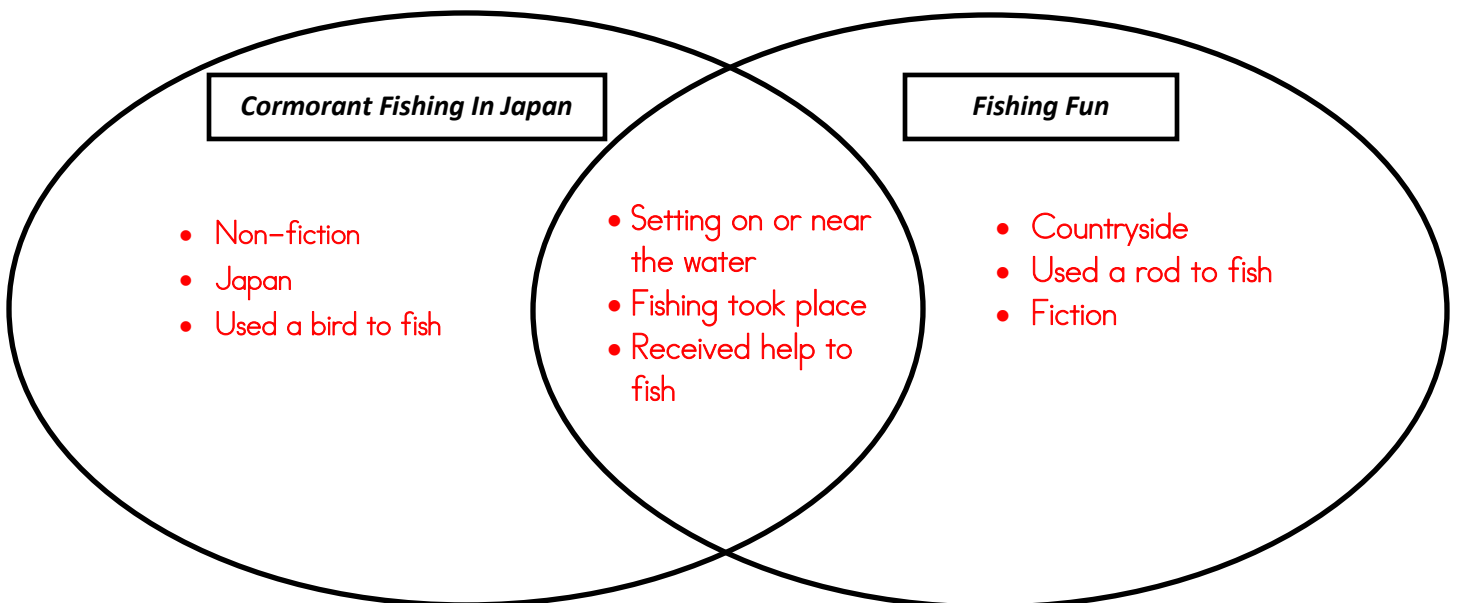 Cormorant Fishing In Japan
• Non-fiction
• Japan
• Used a bird to fish
• Setting on or near
the water
• Fishing took place
• Received help to
fish
Fishing Fun
• Countryside
• Used a rod to fish
• Fiction